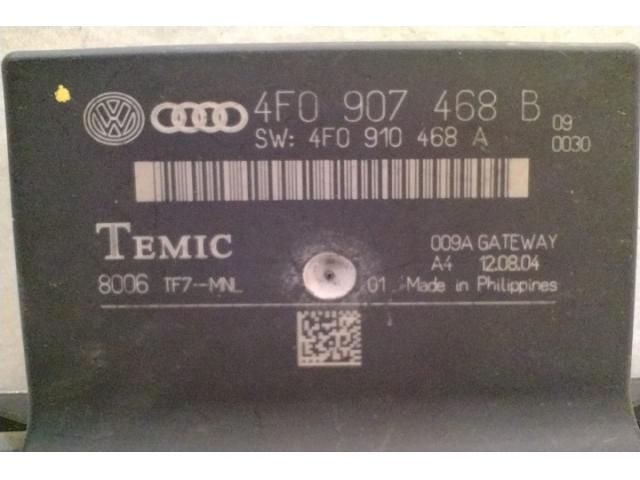 4F0 907 468 B 09
SW: 4F0 910 468 A 0030
TEMIC 009A GATEWAY
A4 12.08.04
8006 TF7--MNL 01 Made in Philippines